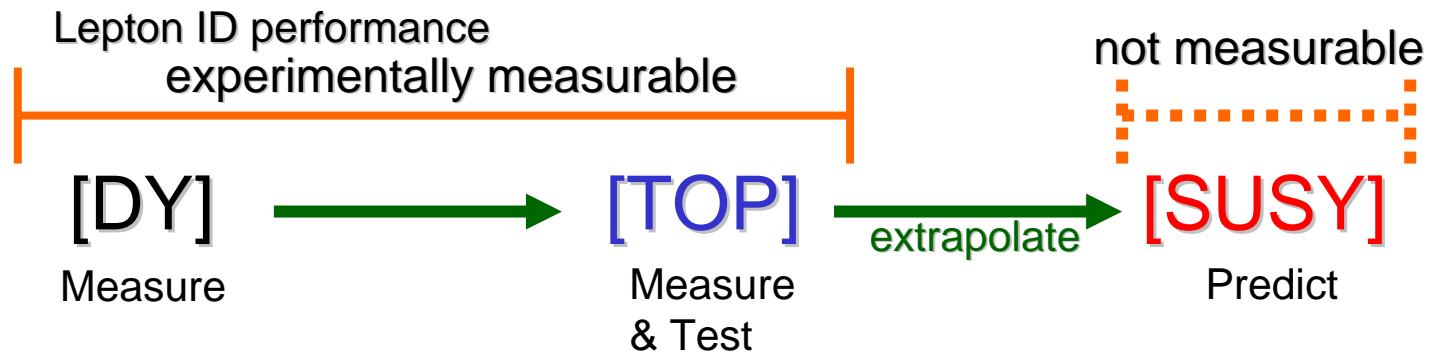 Lepton ID performance
experimentally measurable
not measurable
[DY]
[TOP]
[SUSY]
extrapolate
Measure
Measure
& Test
Predict